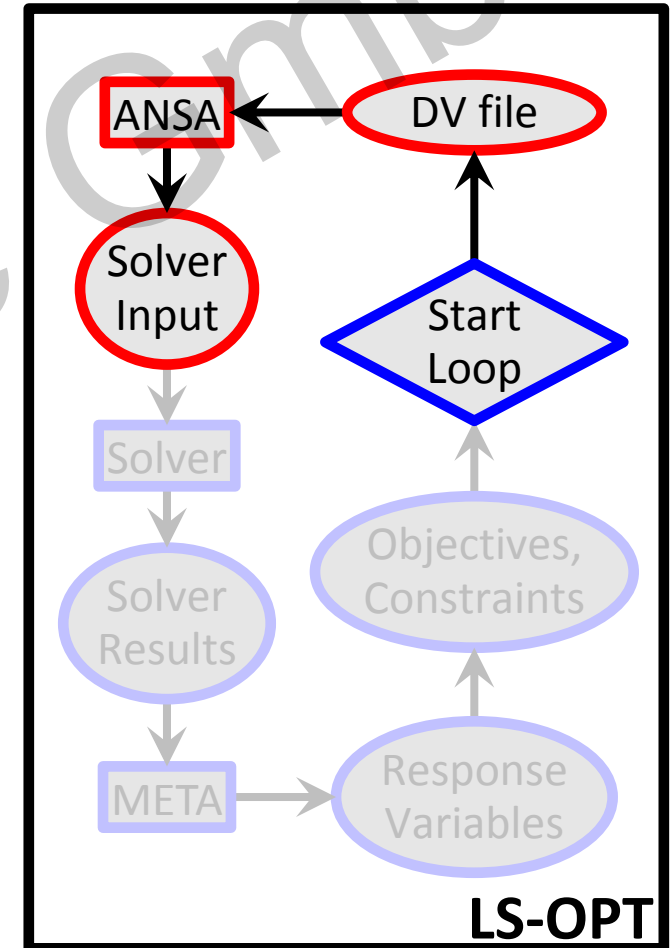 ANSA
DV file
Solver
Input
Start
Loop
Solver
Objectives,
Constraints
Solver
Results
META
Response
Variables
LS-OPT